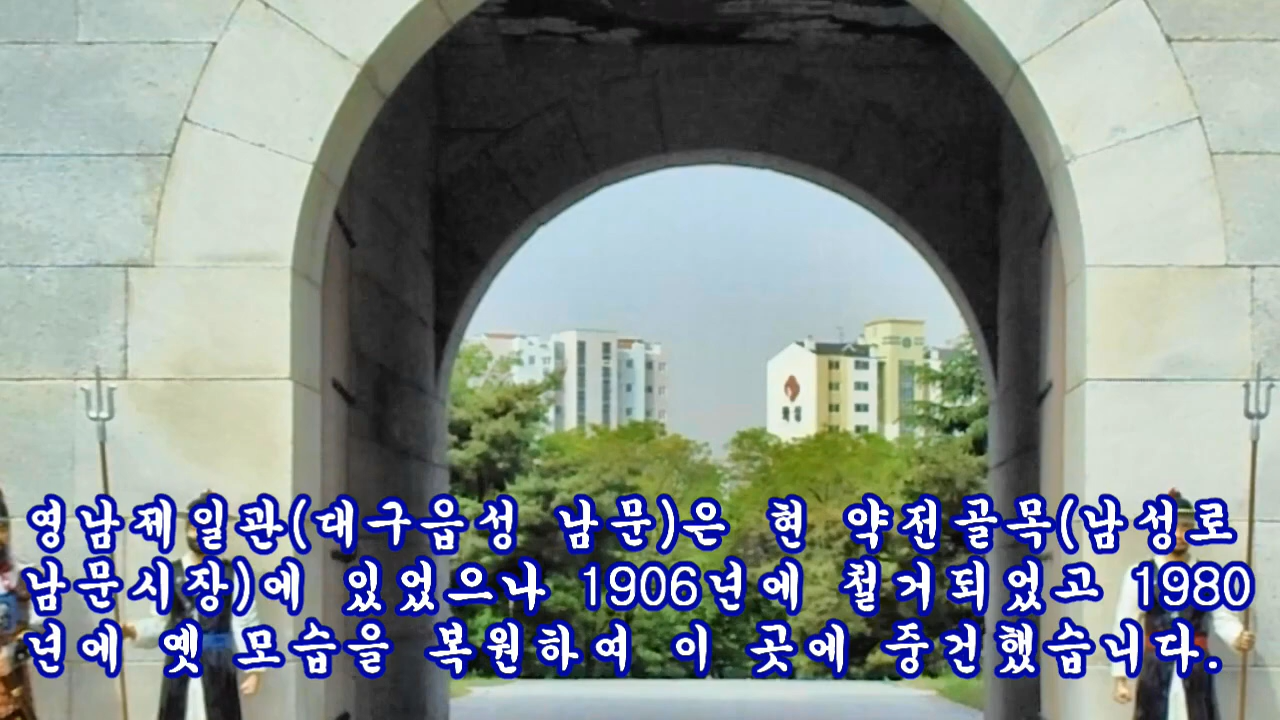 영남제일관(대구읍성 남문)은 현 약전골목(남성로
남문시장)에 있었으나 1906년에 철거되었고 1980
년에 옛 모습을 복원하여 이 곳에 중건했습니다.